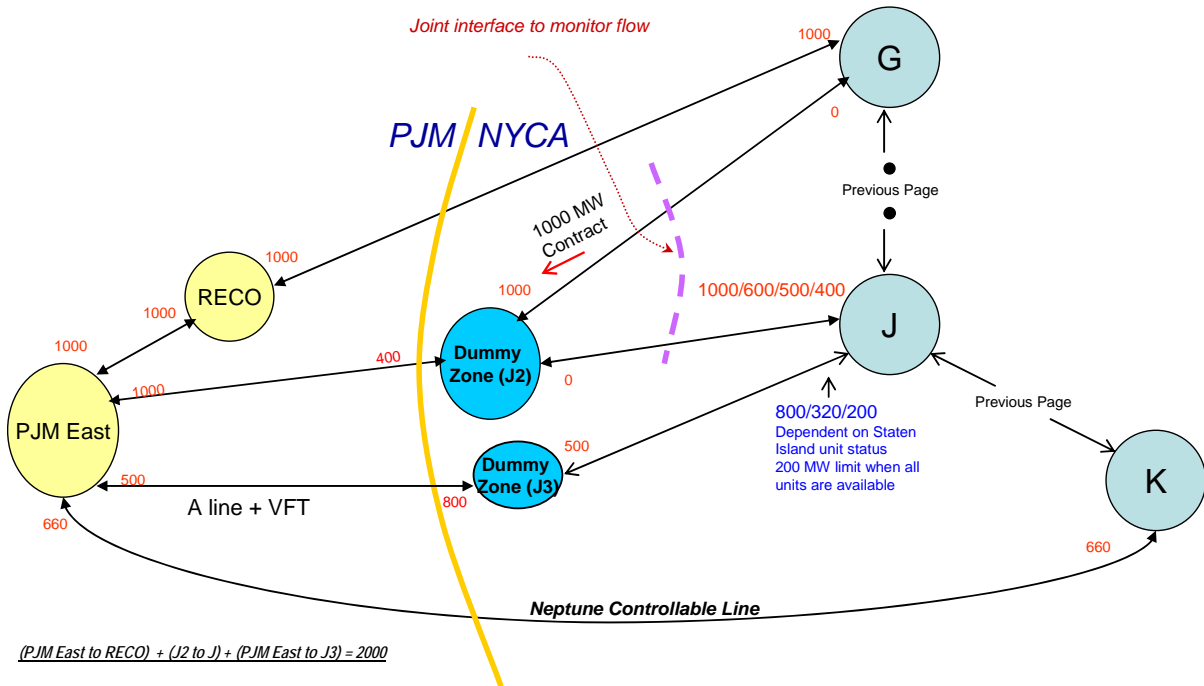 Joint interface to monitor flow
1000
G
0
PJM
NYCA
Previous Page
1000 MW
Contract
1000
RECO
1000
1000
1000/600/500/400
J
1000
400
Dummy
Zone (J2)
0
1000
PJM East
800/320/200
Dependent on Staten
Island unit status
200 MW limit when all
units are available
Previous Page
500
Dummy
Zone (J3)
500
A line + VFT
800
K
660
660
Neptune Controllable Line
(PJM East to RECO) + (J2 to J) + (PJM East to J3) = 2000